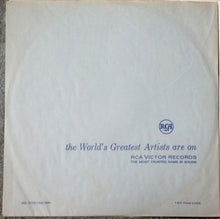 RCA
the World's Greatest Artists are on
RCA VICTOR RECORDS
THE MOST TRUSTED NAME IN SOUND